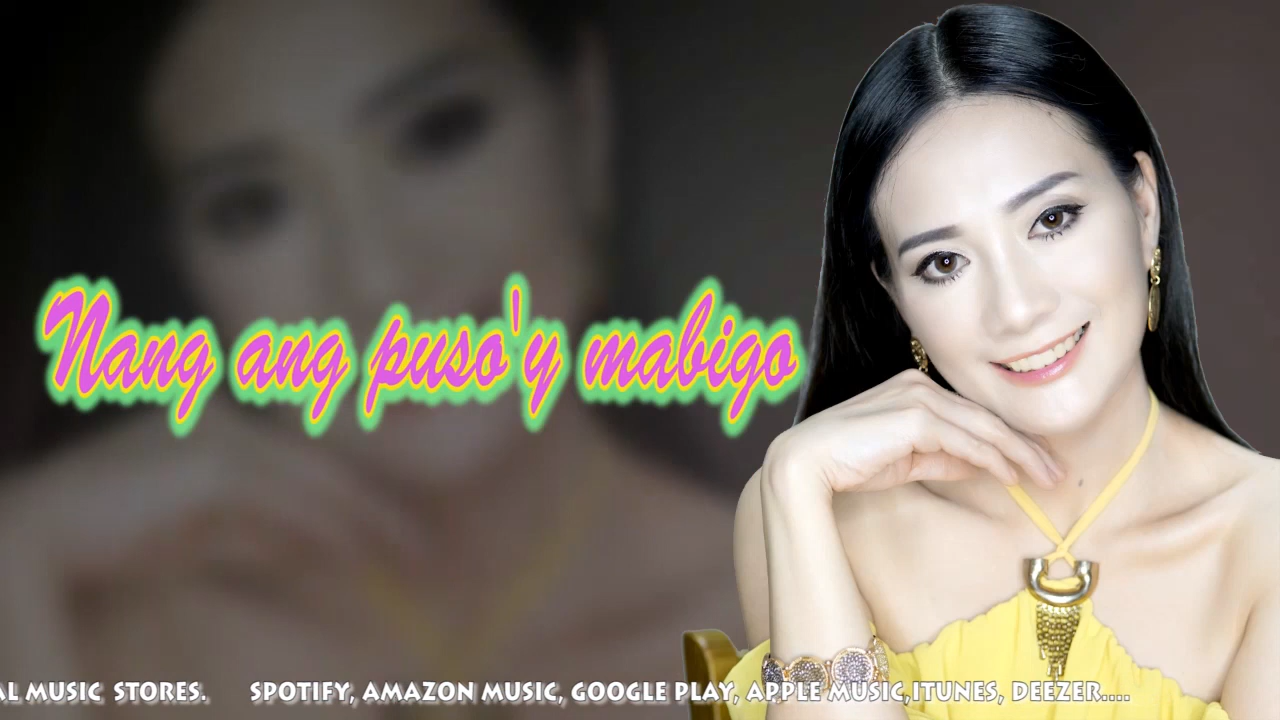 Nang ang puso'y mabigo
AL MUSIC STORES. SPOTIFY, AMAZON MUSIC, GOOGLE PLAY, APPLE MUSIC,ITUNES, DEEZER....